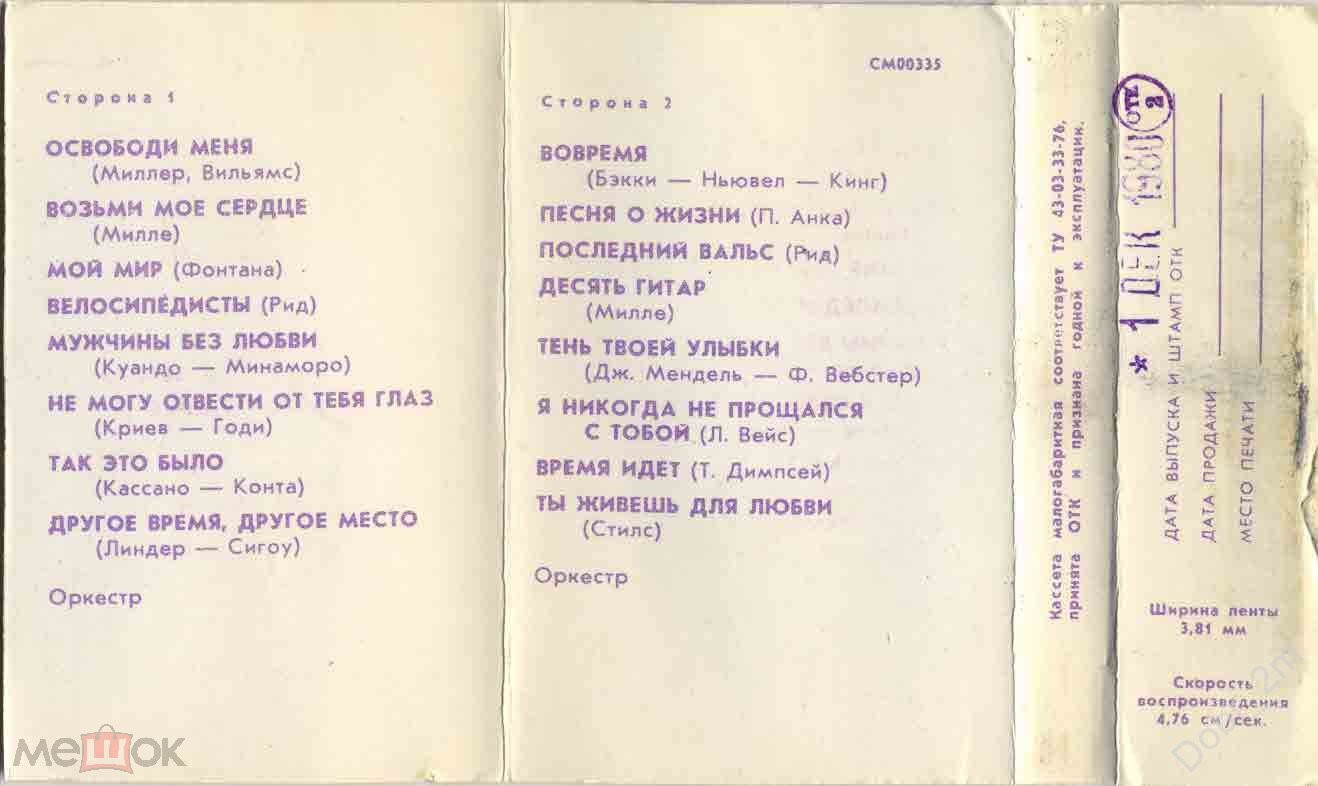 Сторона 1
ОСВОБОДИ МЕНЯ
(Миллер, Вильямс)
ВОЗЬМИ МОЕ СЕРДЦЕ
(Милле)
МОЙ МИР (Фонтана)
ВЕЛОСИПЕДИСТЫ (Рид)
МУЖЧИНЫ БЕЗ ЛЮБВИ
(Куандо — Минаморо)
НЕ МОГУ ОТВЕСТИ ОТ ТЕБЯ ГЛАЗ
(Криев — Годи)
ТАК ЭТО БЫЛО
(Кассано — Конта)
ДРУГОЕ ВРЕМЯ, ДРУГОЕ МЕСТО
(Линдер — Сигоу)
Оркестр
СМ00335
Сторона 2
ВОВРЕМЯ
(Бэкки — Ньювел — Кинг)
ПЕСНЯ О ЖИЗНИ (П. Анка)
ПОСЛЕДНИЙ ВАЛЬС (Рид)
ДЕСЯТЬ ГИТАР
(Милле)
ТЕНЬ ТВОЕЙ УЛЫБКИ
(Дж. Мендель — Ф. Вебстер)
Я НИКОГДА НЕ ПРОЩАЛСЯ
С ТОБОЙ (Л. Вейс)
ВРЕМЯ ИДЕТ (Т. Димпсей)
ТЫ ЖИВЕШЬ ДЛЯ ЛЮБВИ
(Стилс)
Оркестр
Кассета малогабаритная соответствует ТУ 43-03-33-76,
принята ОТК и признана годной к эксплуатации.
* 1 DEK 1980
ОТК
2
ДАТА ВЫПУСКА И ШТАМП ОТК
ДАТА ПРОДАЖИ
МЕСТО ПЕЧАТИ
Ширина ленты
3,81 мм
Скорость
воспроизведения
4,76 см/сек.
мешок